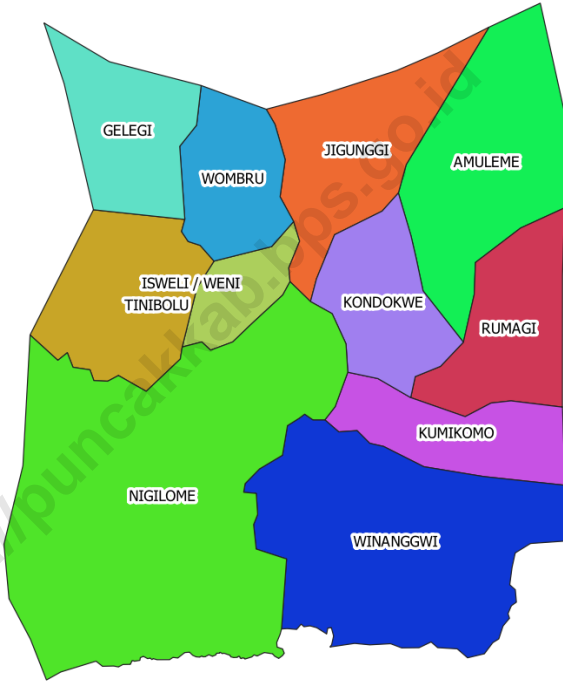 GELEGI
WOMBRU
JIGUNGGI
AMULEME
ISWELI / WENI
TINIBOLU
KONDOKWE
RUMAGI
KUMIKOMO
NIGILOME
WINANGGWI
//puncakkab.bps.go.id